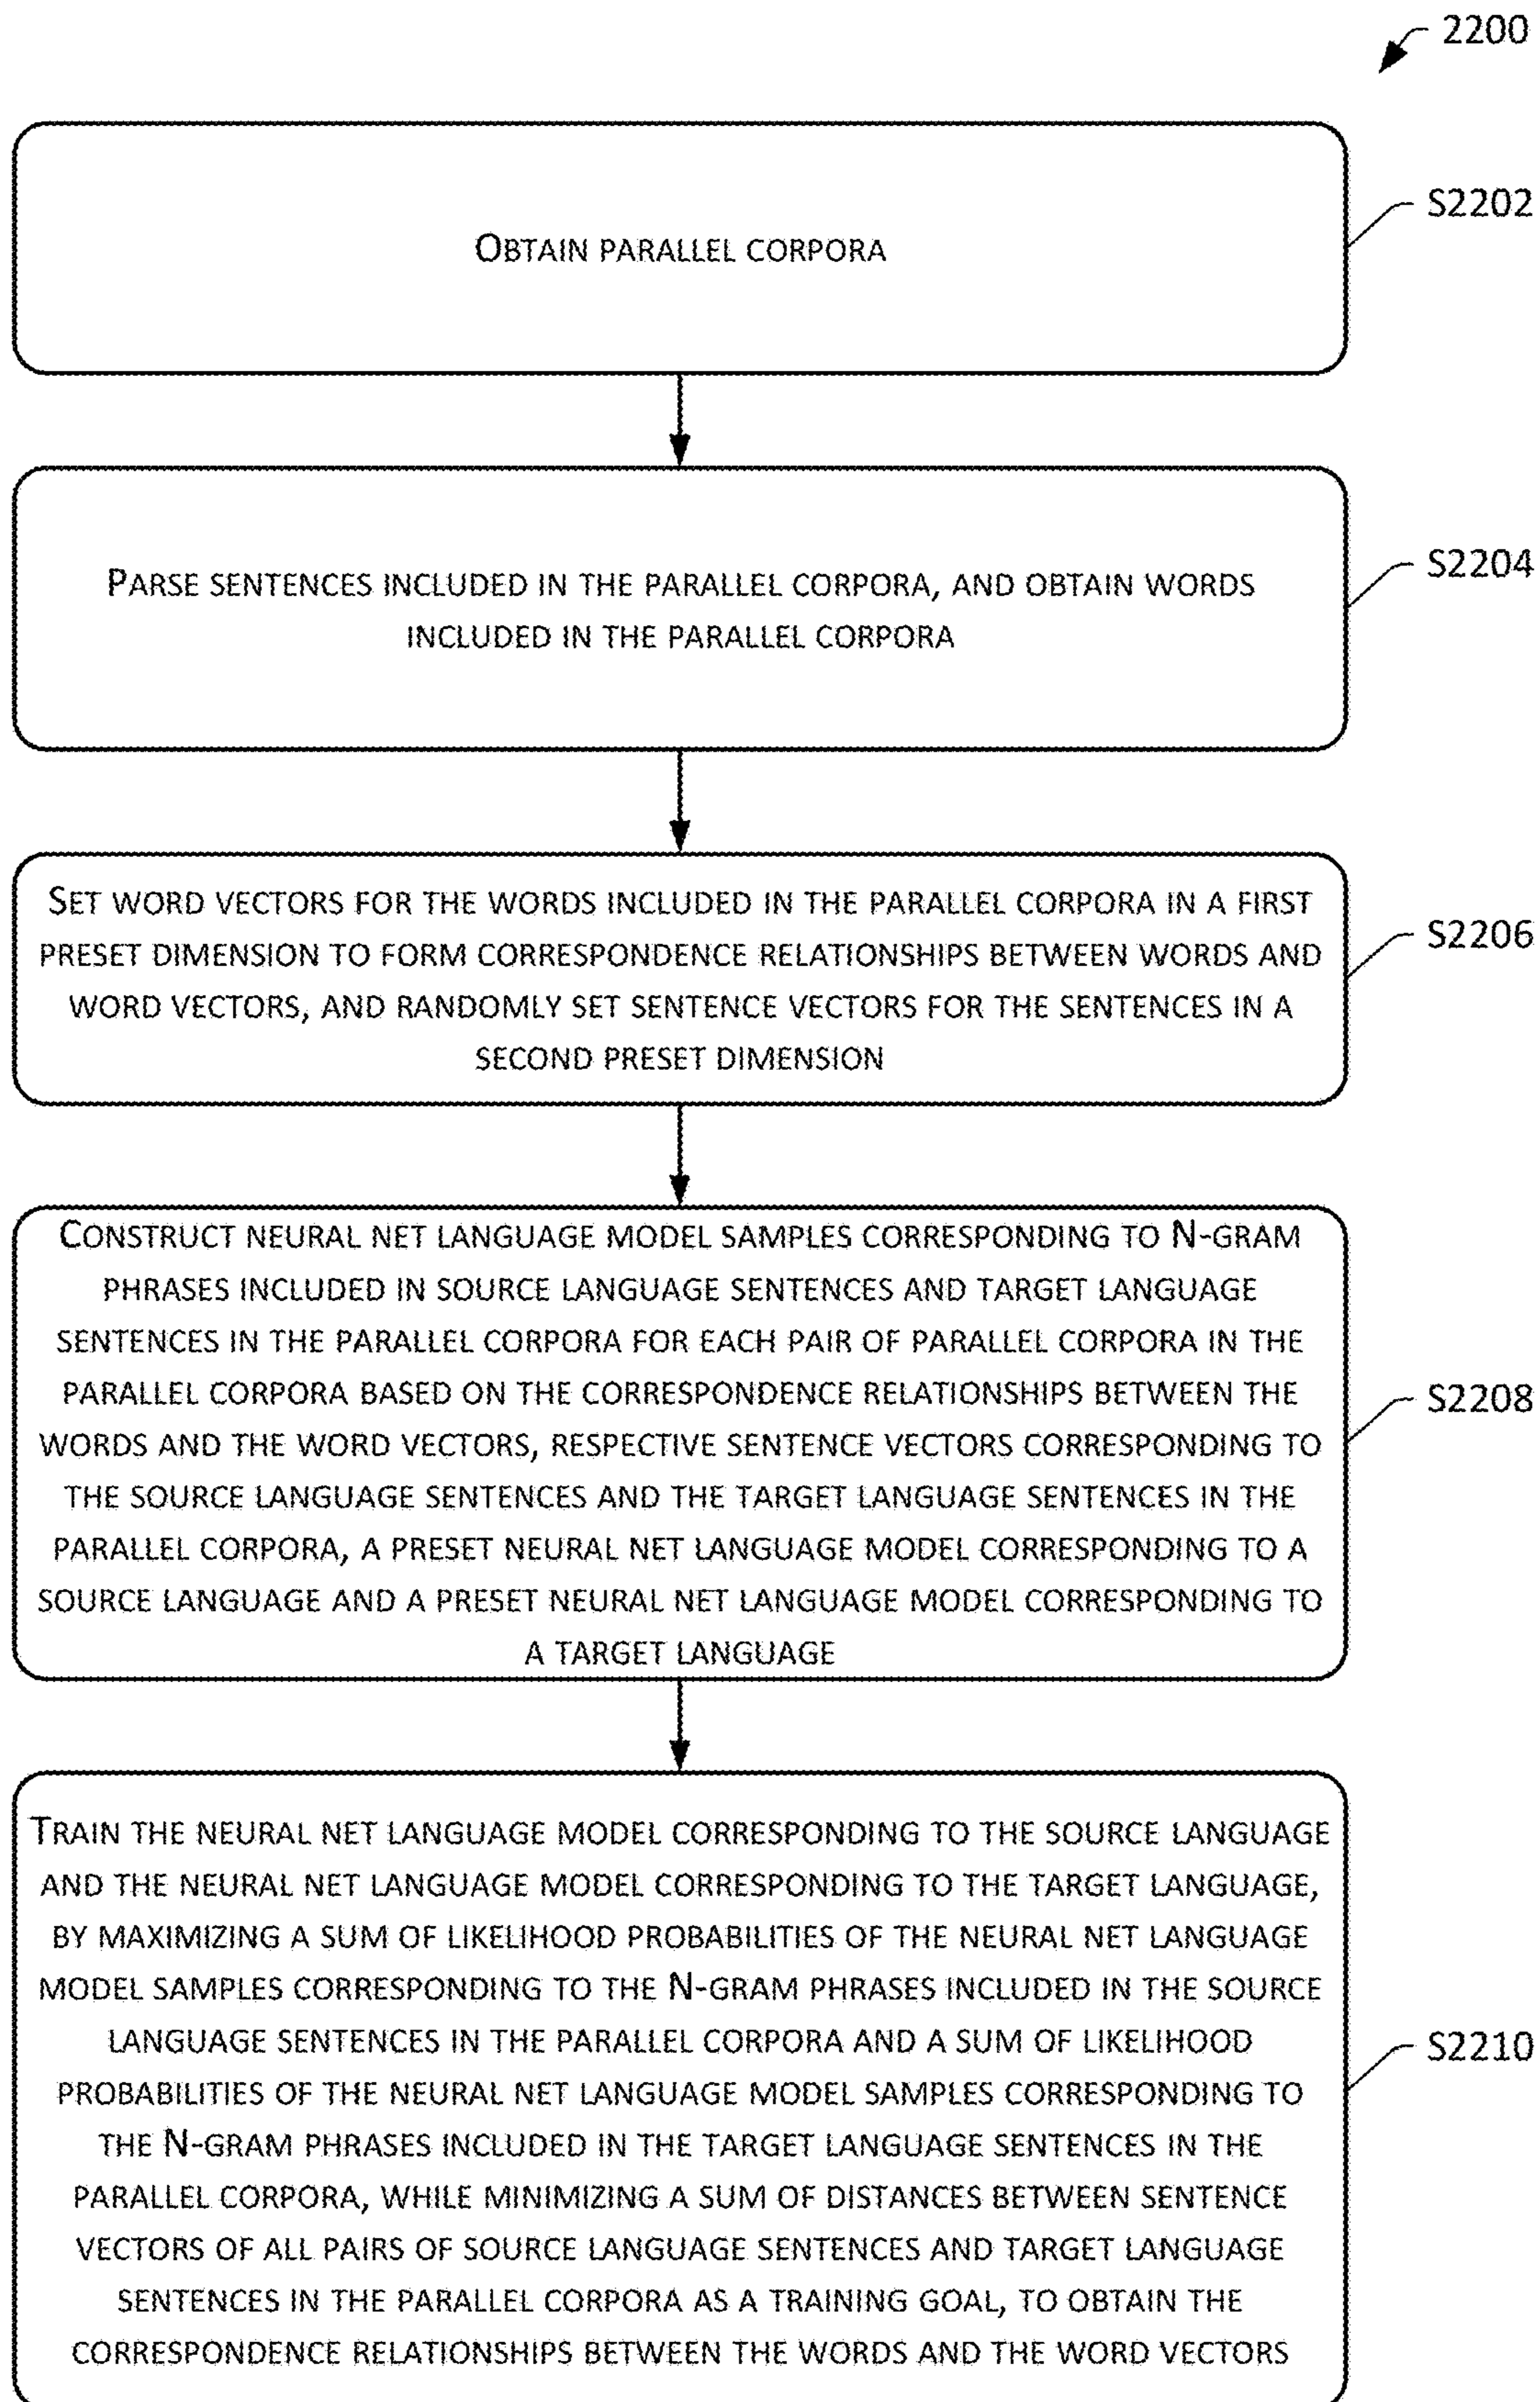 2200
OBTAIN PARALLEL CORPORA
S2202
PARSE SENTENCES INCLUDED IN THE PARALLEL CORPORA, AND OBTAIN WORDS
INCLUDED IN THE PARALLEL CORPORA
S2204
SET WORD VECTORS FOR THE WORDS INCLUDED IN THE PARALLEL CORPORA IN A FIRST
PRESET DIMENSION TO FORM CORRESPONDENCE RELATIONSHIPS BETWEEN WORDS AND
WORD VECTORS, AND RANDOMLY SET SENTENCE VECTORS FOR THE SENTENCES IN A
SECOND PRESET DIMENSION
S2206
CONSTRUCT NEURAL NET LANGUAGE MODEL SAMPLES CORRESPONDING TO N-GRAM
PHRASES INCLUDED IN SOURCE LANGUAGE SENTENCES AND TARGET LANGUAGE
SENTENCES IN THE PARALLEL CORPORA FOR EACH PAIR OF PARALLEL CORPORA IN THE
PARALLEL CORPORA BASED ON THE CORRESPONDENCE RELATIONSHIPS BETWEEN THE
WORDS AND THE WORD VECTORS, RESPECTIVE SENTENCE VECTORS CORRESPONDING TO
THE SOURCE LANGUAGE SENTENCES AND THE TARGET LANGUAGE SENTENCES IN THE
PARALLEL CORPORA, A PRESET NEURAL NET LANGUAGE MODEL CORRESPONDING TO A
SOURCE LANGUAGE AND A PRESET NEURAL NET LANGUAGE MODEL CORRESPONDING TO
A TARGET LANGUAGE
S2208
TRAIN THE NEURAL NET LANGUAGE MODEL CORRESPONDING TO THE SOURCE LANGUAGE
AND THE NEURAL NET LANGUAGE MODEL CORRESPONDING TO THE TARGET LANGUAGE,
BY MAXIMIZING A SUM OF LIKELIHOOD PROBABILITIES OF THE NEURAL NET LANGUAGE
MODEL SAMPLES CORRESPONDING TO THE N-GRAM PHRASES INCLUDED IN THE SOURCE
LANGUAGE SENTENCES IN THE PARALLEL CORPORA AND A SUM OF LIKELIHOOD
PROBABILITIES OF THE NEURAL NET LANGUAGE MODEL SAMPLES CORRESPONDING TO
THE N-GRAM PHRASES INCLUDED IN THE TARGET LANGUAGE SENTENCES IN THE
PARALLEL CORPORA, WHILE MINIMIZING A SUM OF DISTANCES BETWEEN SENTENCE
VECTORS OF ALL PAIRS OF SOURCE LANGUAGE SENTENCES AND TARGET LANGUAGE
SENTENCES IN THE PARALLEL CORPORA AS A TRAINING GOAL, TO OBTAIN THE
CORRESPONDENCE RELATIONSHIPS BETWEEN THE WORDS AND THE WORD VECTORS
S2210